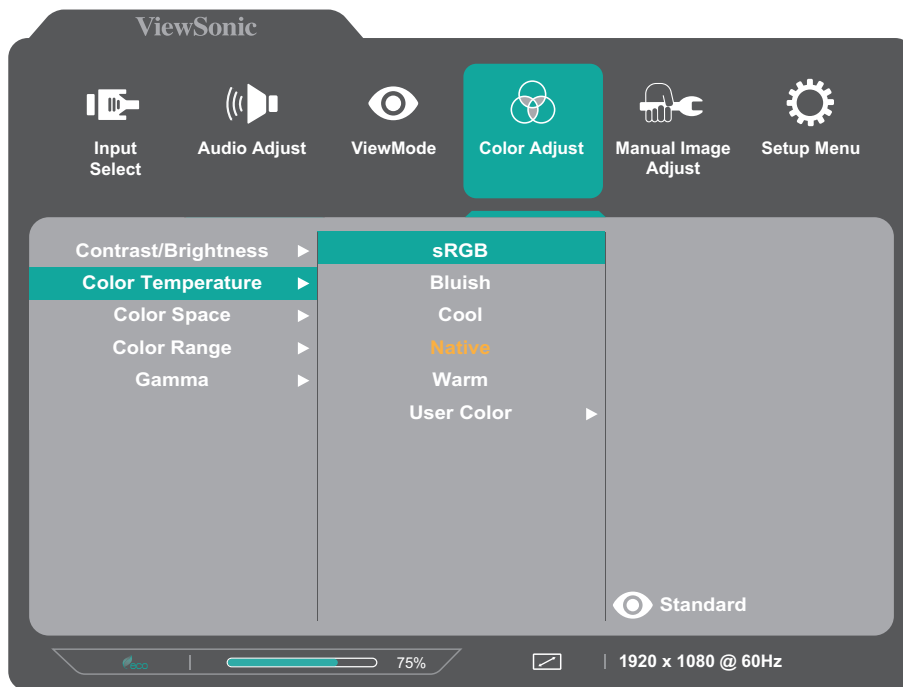 ViewSonic
Input
Select
Audio Adjust
ViewMode
Color Adjust
Manual Image
Adjust
Setup Menu
Contrast/Brightness
Color Temperature
Color Space
Color Range
Gamma
sRGB
Bluish
Cool
Native
Warm
User Color
Standard
eco
75%
1920 x 1080 @ 60Hz